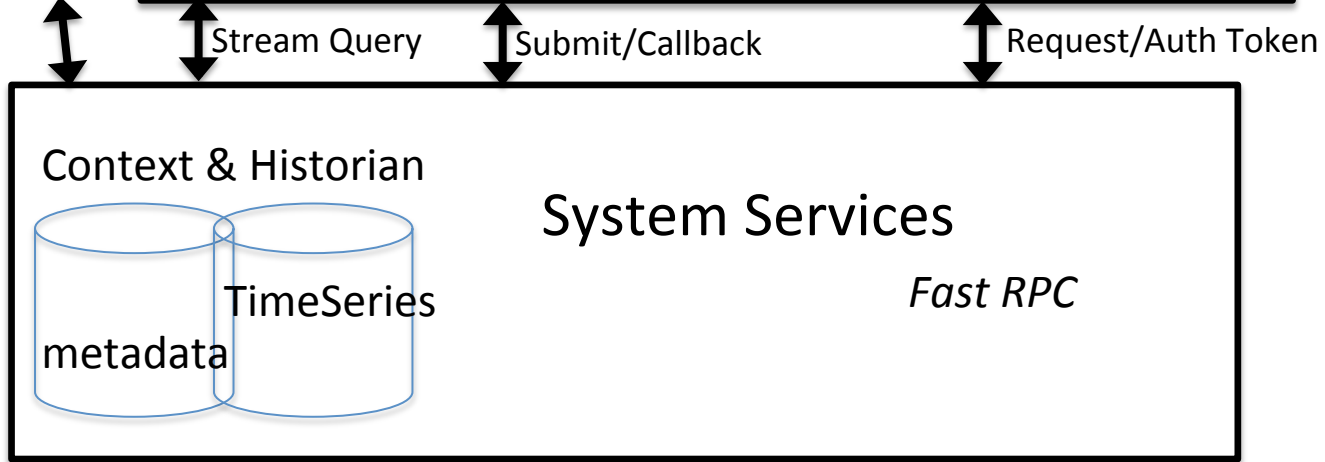 Stream Query
Submit/Callback
Request/Auth Token
Context & Historian
System Services
TimeSeries
Fast RPC
metadata